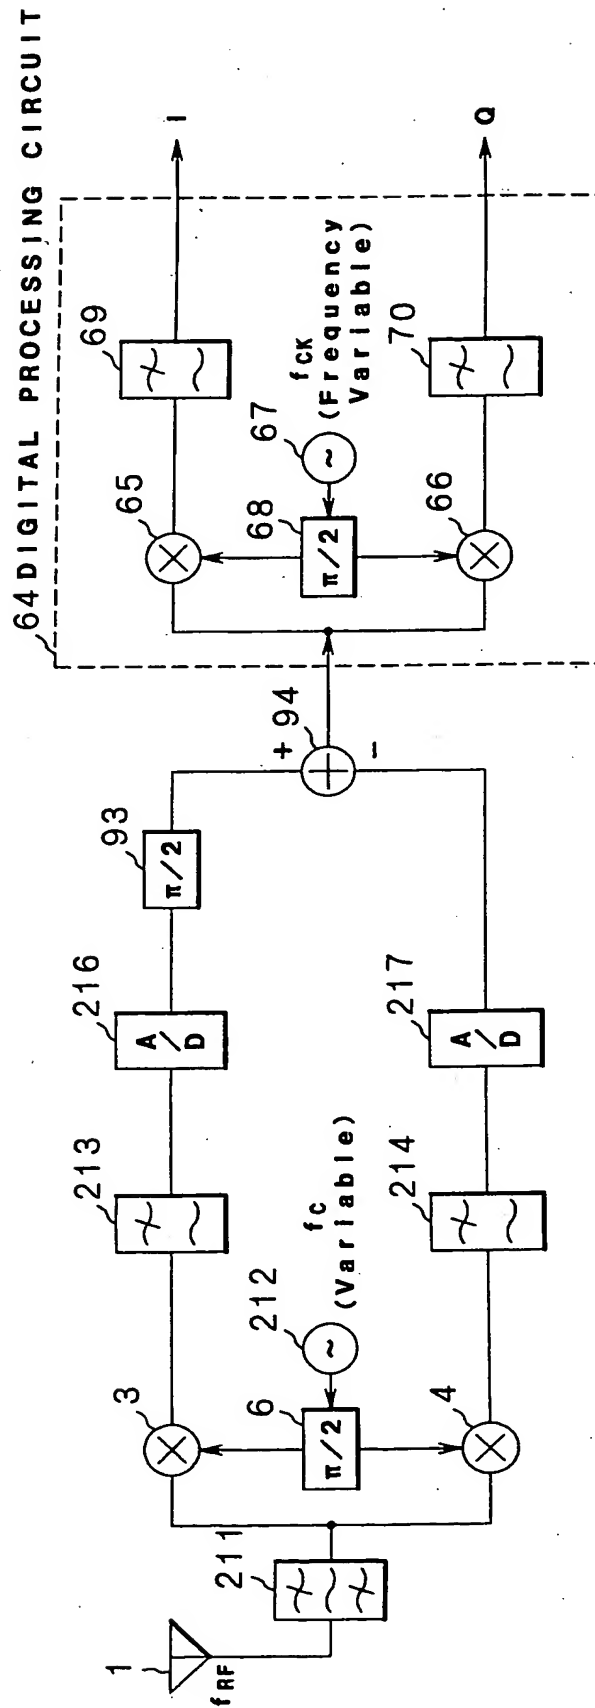 64 DIGITAL PROCESSING CIRCUIT
1
fRF
211
3
6
π/2
212
~
fC
(Variable)
4
213
214
216
A/D
217
A/D
93
π/2
+
94
-
65
68
π/2
67
~
fCK
(Frequency
Variable)
66
69
70
I
Q